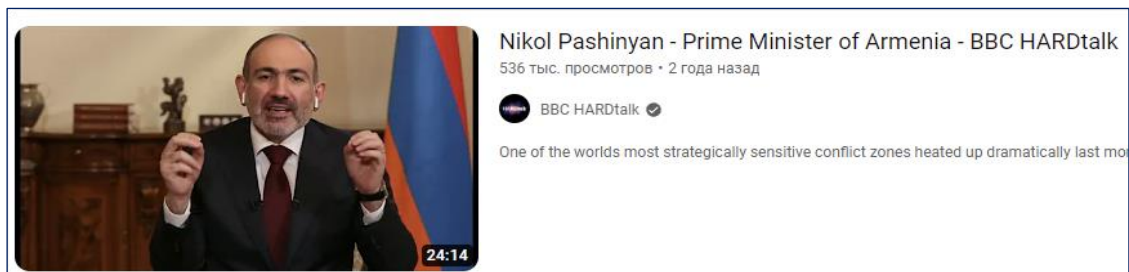 Nikol Pashinyan - Prime Minister of Armenia - BBC HARDtalk
536 тыс. просмотров • 2 года назад
BBC HARDtalk
One of the worlds most strategically sensitive conflict zones heated up dramatically last
24:14